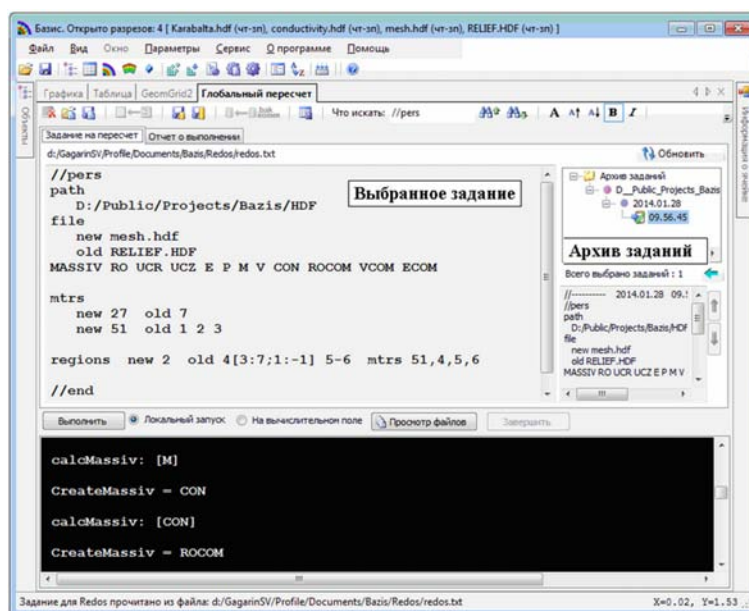 Базис. Открыто разрезов: 4 [ Karabalta.hdf (чт-зп), conductivity.hdf (чт-зп), mesh.hdf (чт-зп), RELIEF.HDF (чт-зп) ]
Файл Вид Окно Параметры Сервис О программе Помощь
Графика Таблица GeomGrid2 Глобальный пересчет
Что искать: //pers
A A A B I
Объекты
Информация о ячейке
Задание на пересчет Отчет о выполнении
d:/GagarinSV/Profile/Documents/Bazis/Redos/redos.txt
Обновить
//pers
path
D:/Public/Projects/Bazis/HDF
file
new mesh.hdf
old RELIEF.HDF
MASSIV RO UCR UCZ E P M V CON ROCOM VCOM ECOM
mtrs
new 27 old 7
new 51 old 1 2 3
regions new 2 old 4[3:7;1:-1] 5-6 mtrs 51,4,5,6
//end
Выбранное задание
Архив заданий
D__Public_Projects_Bazis
2014.01.28
09.56.45
Архив заданий
Всего выбрано заданий : 1
//---------- 2014.01.28 09.
//pers
path
D:/Public/Projects/Bazis/HDF
file
new mesh.hdf
old RELIEF.HDF
MASSIV RO UCR UCZ E P M V
Выполнить Локальный запуск На вычислительном поле Просмотр файлов Завершить
calcMassiv: [M]
CreateMassiv = CON
calcMassiv: [CON]
CreateMassiv = ROCOM
Задание для Redos прочитано из файла: d:/GagarinSV/Profile/Documents/Bazis/Redos/redos.txt
X=0.02, Y=1.53